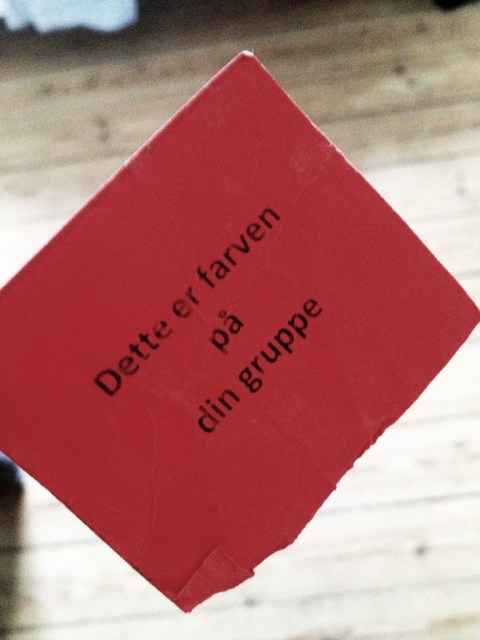 Dette er farven
på
din gruppe